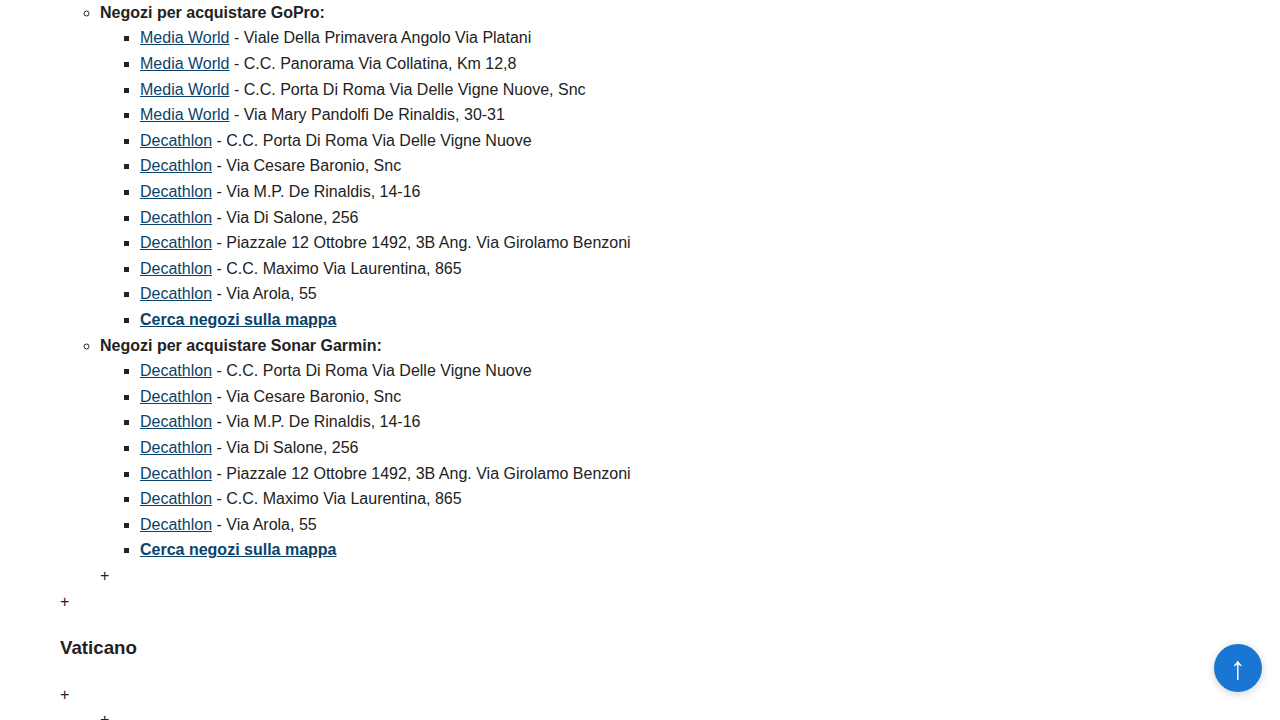 Negozi per acquistare GoPro:
Media World - Viale Della Primavera Angolo Via Platani
Media World - C.C. Panorama Via Collatina, Km 12,8
Media World - C.C. Porta Di Roma Via Delle Vigne Nuove, Snc
Media World - Via Mary Pandolfi De Rinaldis, 30-31
Decathlon - C.C. Porta Di Roma Via Delle Vigne Nuove
Decathlon - Via Cesare Baronio, Snc
Decathlon - Via M.P. De Rinaldis, 14-16
Decathlon - Via Di Salone, 256
Decathlon - Piazzale 12 Ottobre 1492, 3B Ang. Via Girolamo Benzoni
Decathlon - C.C. Maximo Via Laurentina, 865
Decathlon - Via Arola, 55
Cerca negozi sulla mappa
Negozi per acquistare Sonar Garmin:
Decathlon - C.C. Porta Di Roma Via Delle Vigne Nuove
Decathlon - Via Cesare Baronio, Snc
Decathlon - Via M.P. De Rinaldis, 14-16
Decathlon - Via Di Salone, 256
Decathlon - Piazzale 12 Ottobre 1492, 3B Ang. Via Girolamo Benzoni
Decathlon - C.C. Maximo Via Laurentina, 865
Decathlon - Via Arola, 55
Cerca negozi sulla mappa
+
+
Vaticano
+
+
↑